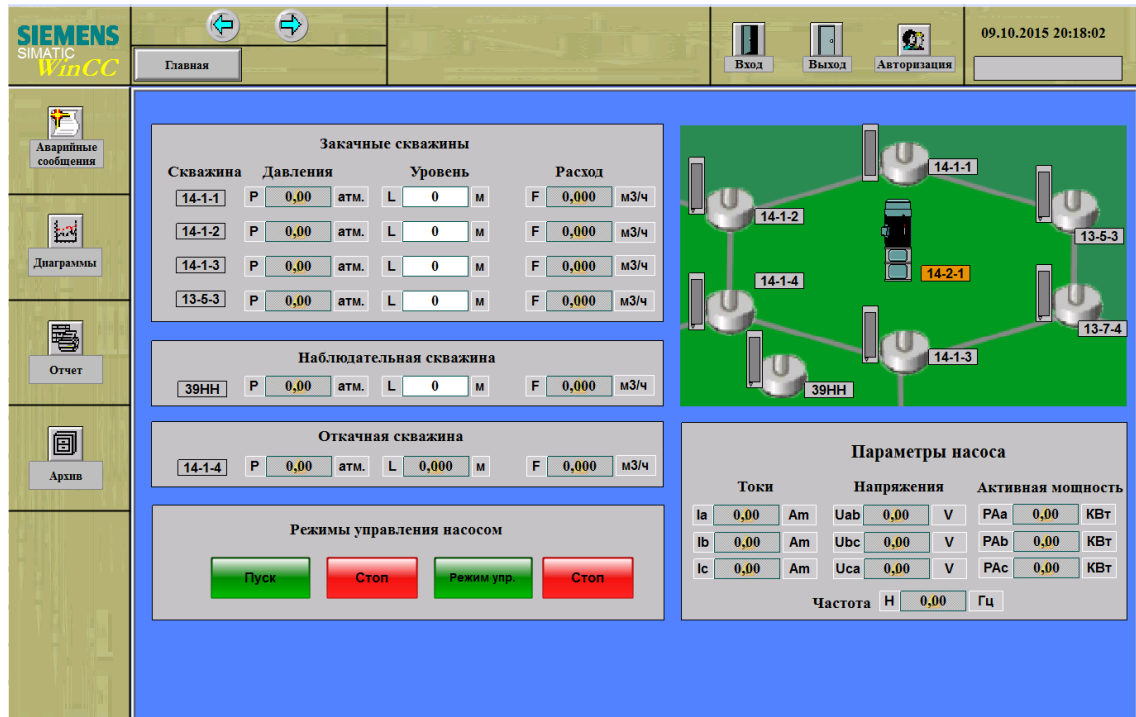 SIEMENS
SIMATIC
WinCC
Главная
Вход
Выход
Авторизация
09.10.2015 20:18:02
Аварийные
сообщения
Диаграммы
Отчет
Архив
Закачные скважины
Скважина Давления Уровень Расход
14-1-1 P 0,00 атм. L 0 м F 0,000 м3/ч
14-1-2 P 0,00 атм. L 0 м F 0,000 м3/ч
14-1-3 P 0,00 атм. L 0 м F 0,000 м3/ч
13-5-3 P 0,00 атм. L 0 м F 0,000 м3/ч
Наблюдательная скважина
39НН P 0,00 атм. L 0 м F 0,000 м3/ч
Откачная скважина
14-1-4 P 0,00 атм. L 0,000 м F 0,000 м3/ч
Режимы управления насосом
Пуск Стоп Режим упр. Стоп
14-1-1
14-1-2
13-5-3
14-2-1
14-1-4
13-7-4
14-1-3
39НН
Параметры насоса
Токи Напряжения Активная мощность
Ia 0,00 Am Uab 0,00 V PAa 0,00 КВт
Ib 0,00 Am Ubc 0,00 V PAb 0,00 КВт
Ic 0,00 Am Uca 0,00 V PAc 0,00 КВт
Частота Н 0,00 Гц